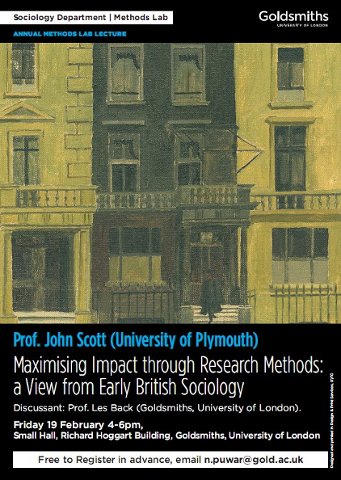 Sociology Department | Methods Lab
Goldsmiths
UNIVERSITY OF LONDON
ANNUAL METHODS LAB LECTURE
Prof. John Scott (University of Plymouth)
Maximising Impact through Research Methods:
a View from Early British Sociology
Discussant: Prof. Les Back (Goldsmiths, University of London).
Friday 19 February 4-6pm,
Small Hall, Richard Hoggart Building, Goldsmiths, University of London
Free to Register in advance, email n.puwar@gold.ac.uk